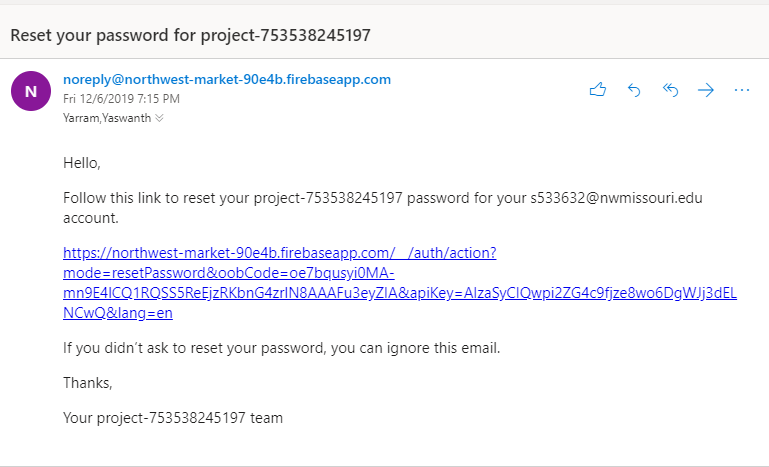 Reset your password for project-753538245197
N
noreply@northwest-market-90e4b.firebaseapp.com
Fri 12/6/2019 7:15 PM
Yarram,Yaswanth
Hello,
Follow this link to reset your project-753538245197 password for your s533632@nwmissouri.edu
account.
https://northwest-market-90e4b.firebaseapp.com/__/auth/action?
mode=resetPassword&oobCode=oe7bqusyi0MA-
mn9E4ICQ1RQSS5ReEjzRKbnG4zrIN8AAAFu3eyZIA&apiKey=AIzaSyCIQwpi2ZG4c9fjze8wo6DgWJj3dEL
NCwQ&lang=en
If you didn’t ask to reset your password, you can ignore this email.
Thanks,
Your project-753538245197 team